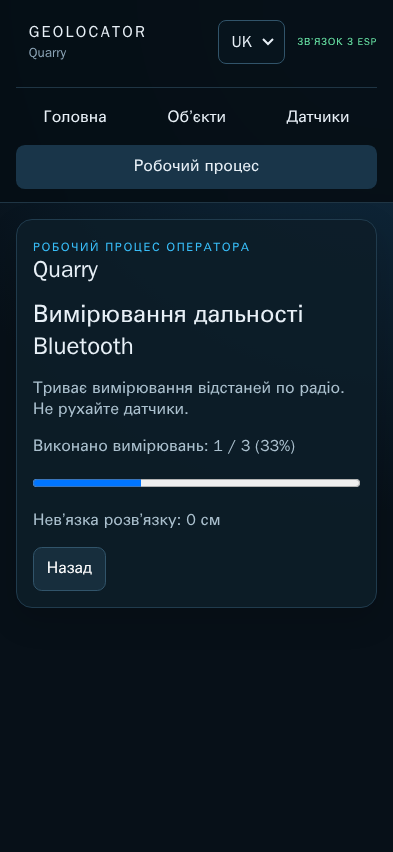 GEOLOCATOR
Quarry
UK
ЗВ'ЯЗОК З ESP
Головна
Об'єкти
Датчики
Робочий процес
РОБОЧИЙ ПРОЦЕС ОПЕРАТОРА
Quarry
Вимірювання дальності
Bluetooth
Триває вимірювання відстаней по радіо.
Не рухайте датчики.
Виконано вимірювань: 1 / 3 (33%)
Нев'язка розв'язку: 0 см
Назад